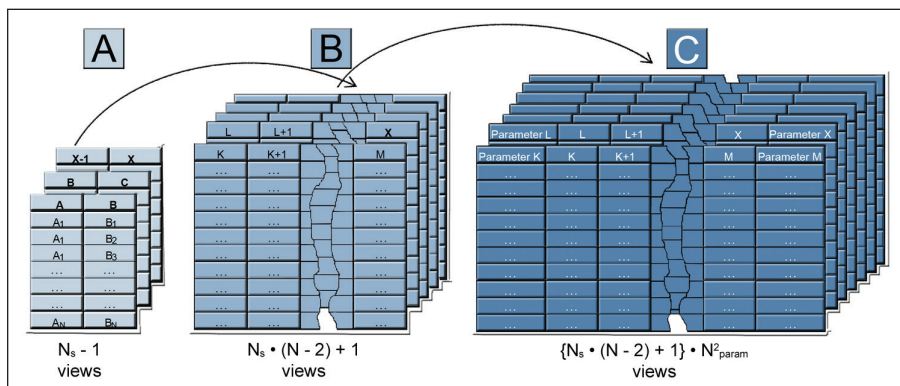 A B C
X-1 X
B C
A B
A₁ B₁
A₁ B₂
A₁ B₃
... ...
... ...
... ...
Aₙ Bₙ
Nₛ - 1
views
L L+1 X
K K+1 M
... ... ...
... ... ...
... ... ...
... ... ...
... ... ...
... ... ...
... ... ...
... ... ...
... ... ...
... ... ...
Nₛ • (N - 2) + 1
views
Parameter L L L+1 X Parameter X
Parameter K K K+1 M Parameter M
... ... ... ... ...
... ... ... ... ...
... ... ... ... ...
... ... ... ... ...
... ... ... ... ...
... ... ... ... ...
... ... ... ... ...
... ... ... ... ...
... ... ... ... ...
... ... ... ... ...
{Nₛ • (N - 2) + 1} • N²param
views